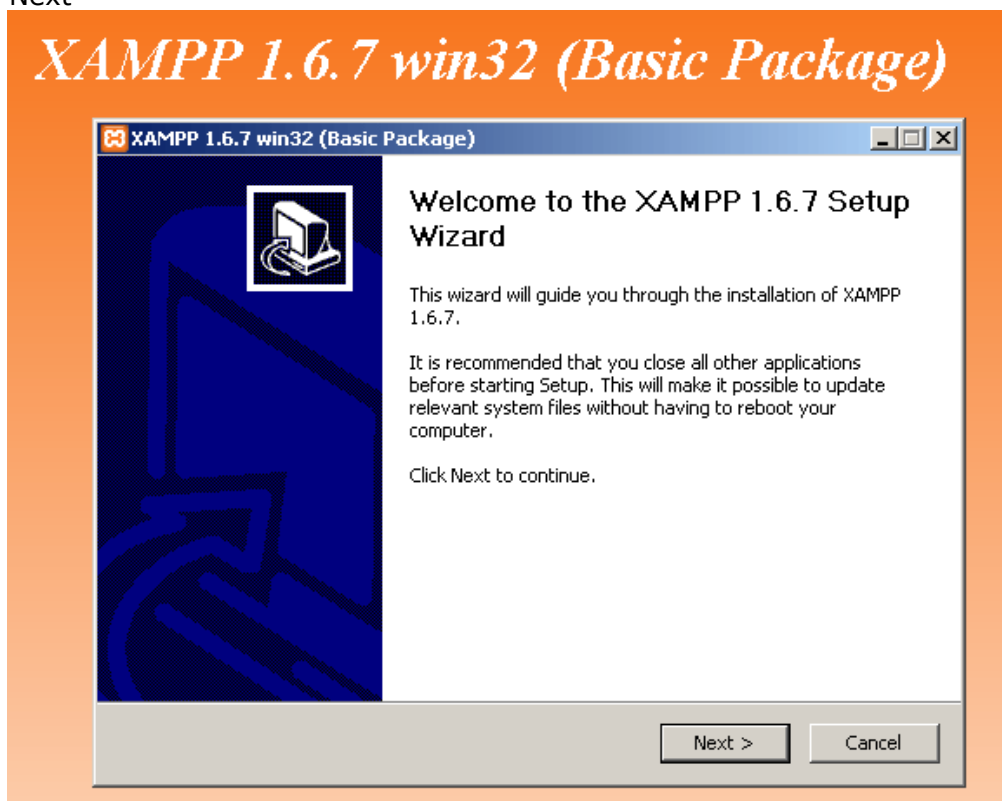 Next
XAMPP 1.6.7 win32 (Basic Package)
XAMPP 1.6.7 win32 (Basic Package)
Welcome to the XAMPP 1.6.7 Setup
Wizard
This wizard will guide you through the installation of XAMPP
1.6.7.
It is recommended that you close all other applications
before starting Setup. This will make it possible to update
relevant system files without having to reboot your
computer.
Click Next to continue.
Next >
Cancel